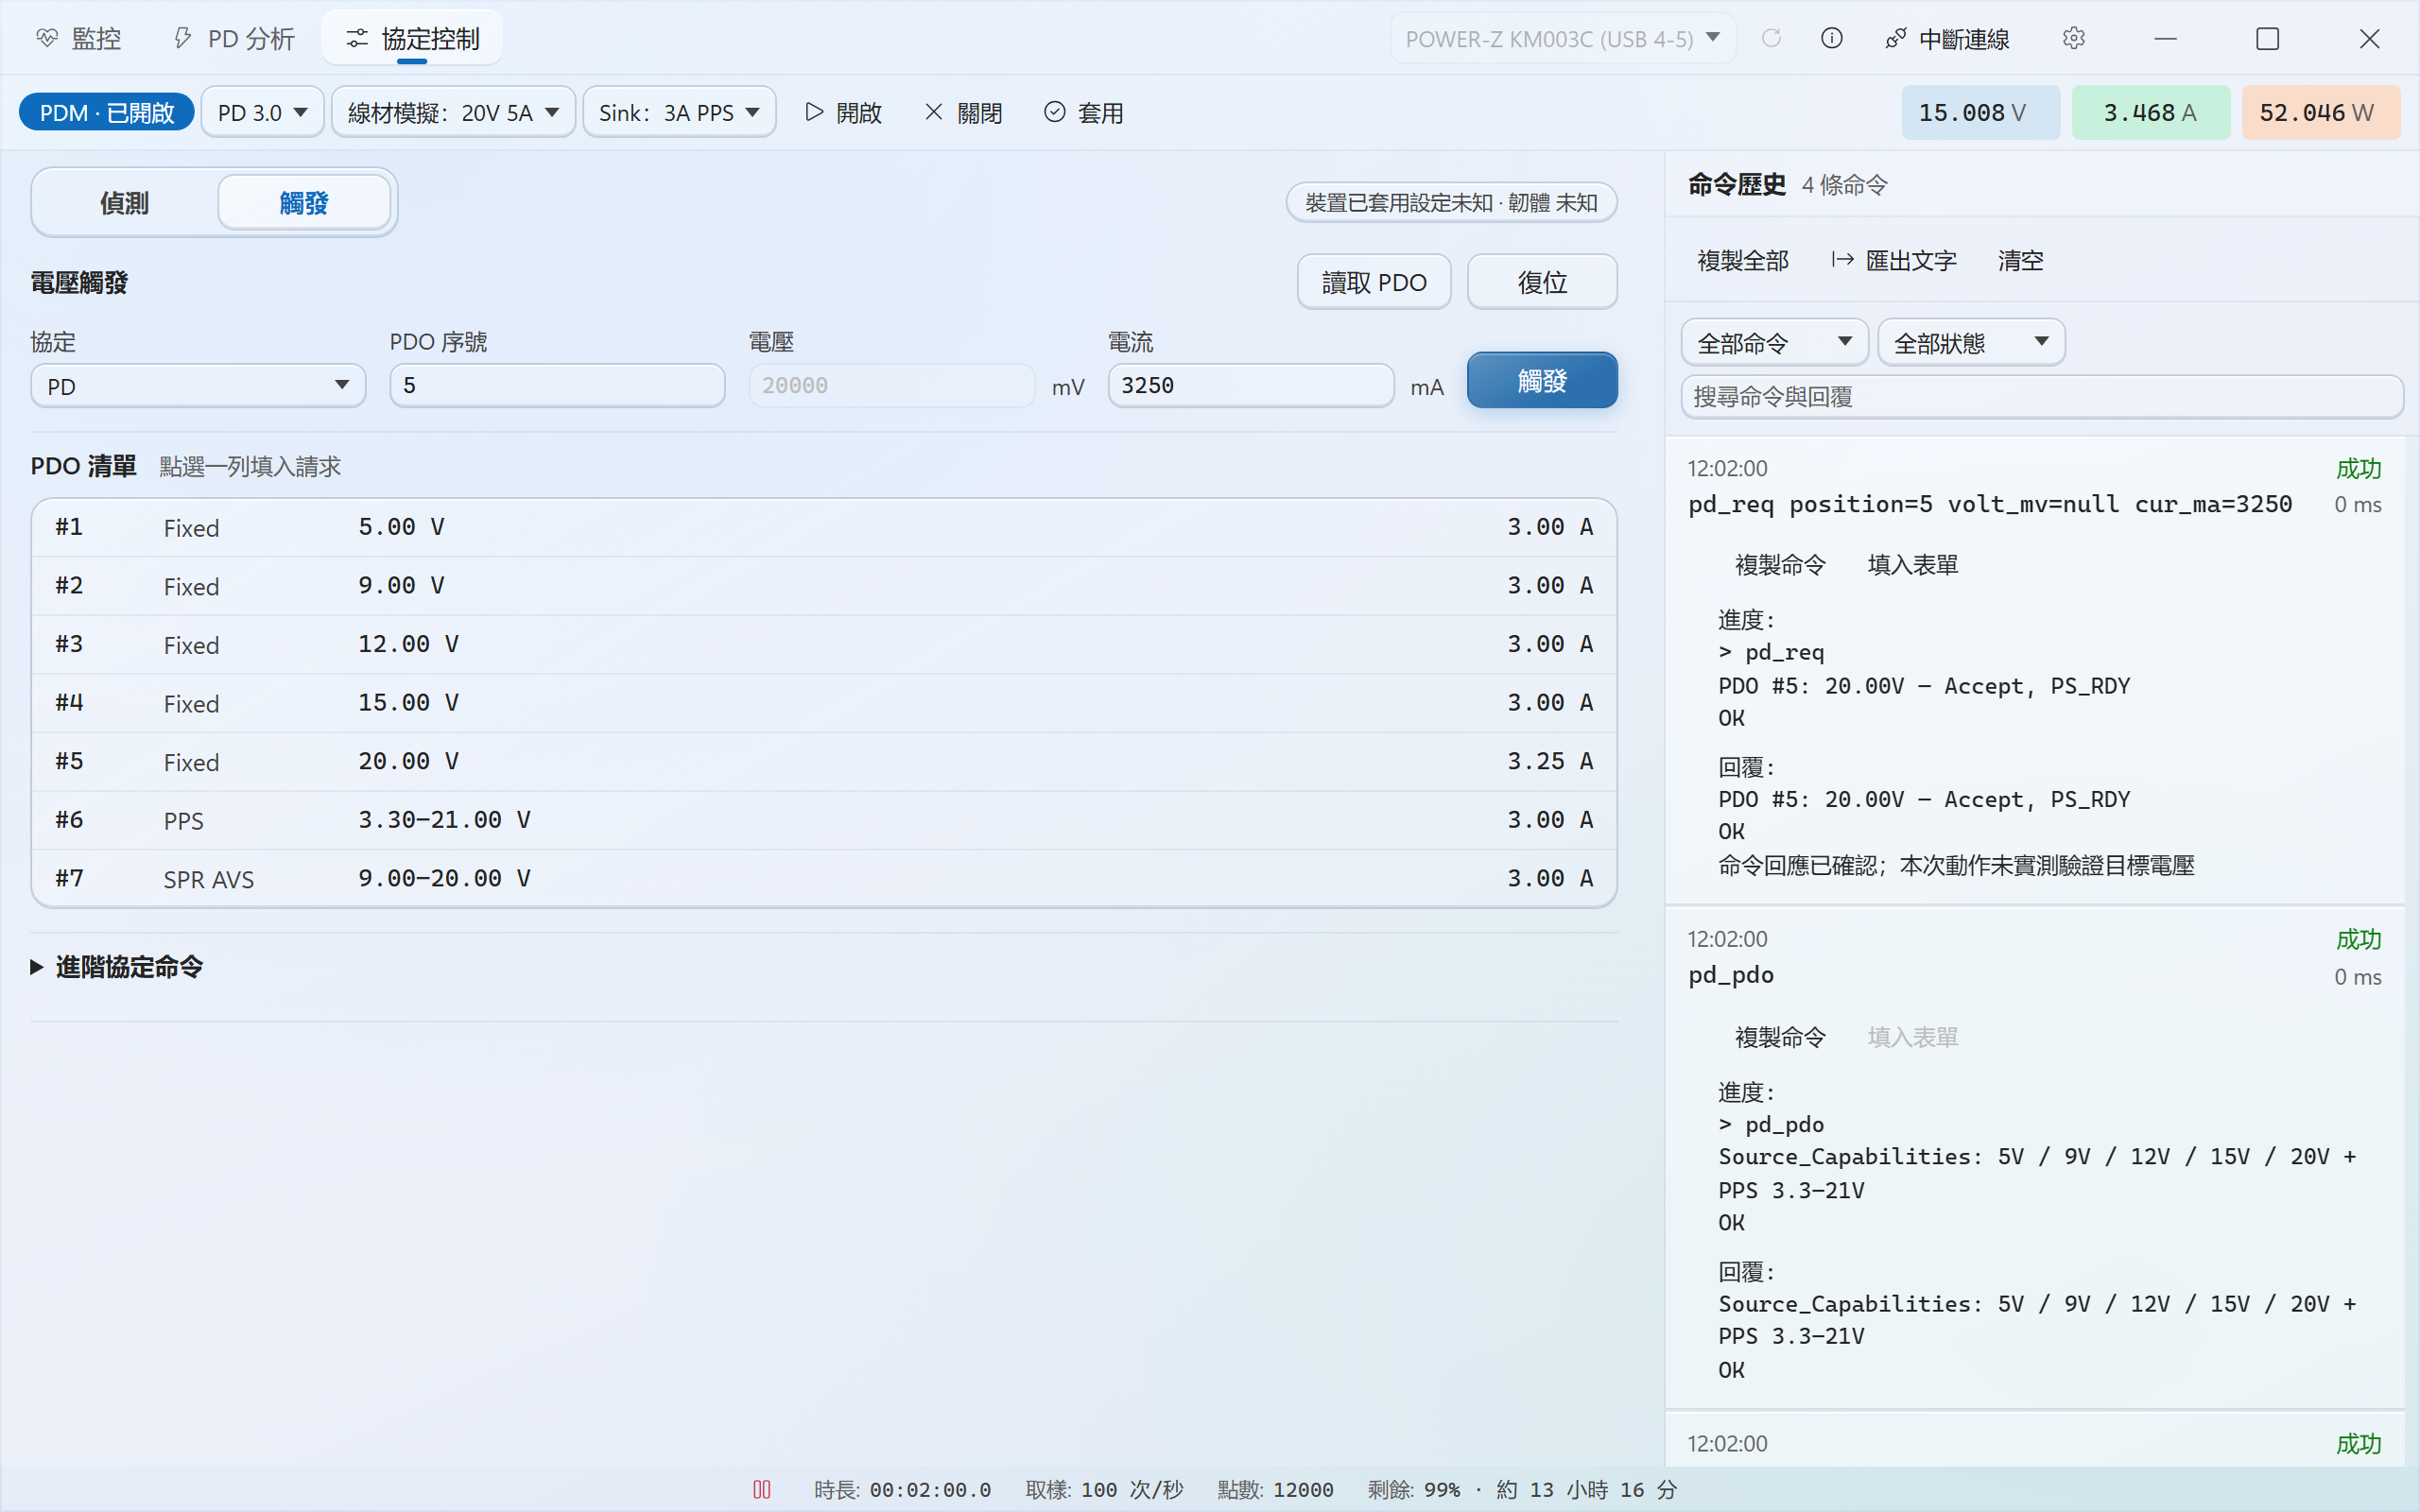 監控
PD 分析
協定控制
POWER-Z KM003C (USB 4-5)
中斷連線
PDM · 已開啟
PD 3.0
線材模擬：20V 5A
Sink：3A PPS
開啟
關閉
套用
15.008 V
3.468 A
52.046 W
偵測
觸發
裝置已套用設定未知 · 韌體 未知
電壓觸發
讀取 PDO
復位
協定
PDO 序號
電壓
電流
PD
5
20000 mV
3250 mA
觸發
PDO 清單 點選一列填入請求
#1 Fixed 5.00 V 3.00 A
#2 Fixed 9.00 V 3.00 A
#3 Fixed 12.00 V 3.00 A
#4 Fixed 15.00 V 3.00 A
#5 Fixed 20.00 V 3.25 A
#6 PPS 3.30–21.00 V 3.00 A
#7 SPR AVS 9.00–20.00 V 3.00 A
進階協定命令
命令歷史 4 條命令
複製全部
匯出文字
清空
全部命令
全部狀態
搜尋命令與回覆
12:02:00 成功
pd_req position=5 volt_mv=null cur_ma=3250 0 ms
複製命令 填入表單
進度：
> pd_req
PDO #5: 20.00V — Accept, PS_RDY
OK
回覆：
PDO #5: 20.00V — Accept, PS_RDY
OK
命令回應已確認；本次動作未實測驗證目標電壓
12:02:00 成功
pd_pdo 0 ms
複製命令 填入表單
進度：
> pd_pdo
Source_Capabilities: 5V / 9V / 12V / 15V / 20V +
PPS 3.3–21V
OK
回覆：
Source_Capabilities: 5V / 9V / 12V / 15V / 20V +
PPS 3.3–21V
OK
12:02:00 成功
時長: 00:02:00.0 取樣: 100 次/秒 點數: 12000 剩餘: 99% · 約 13 小時 16 分